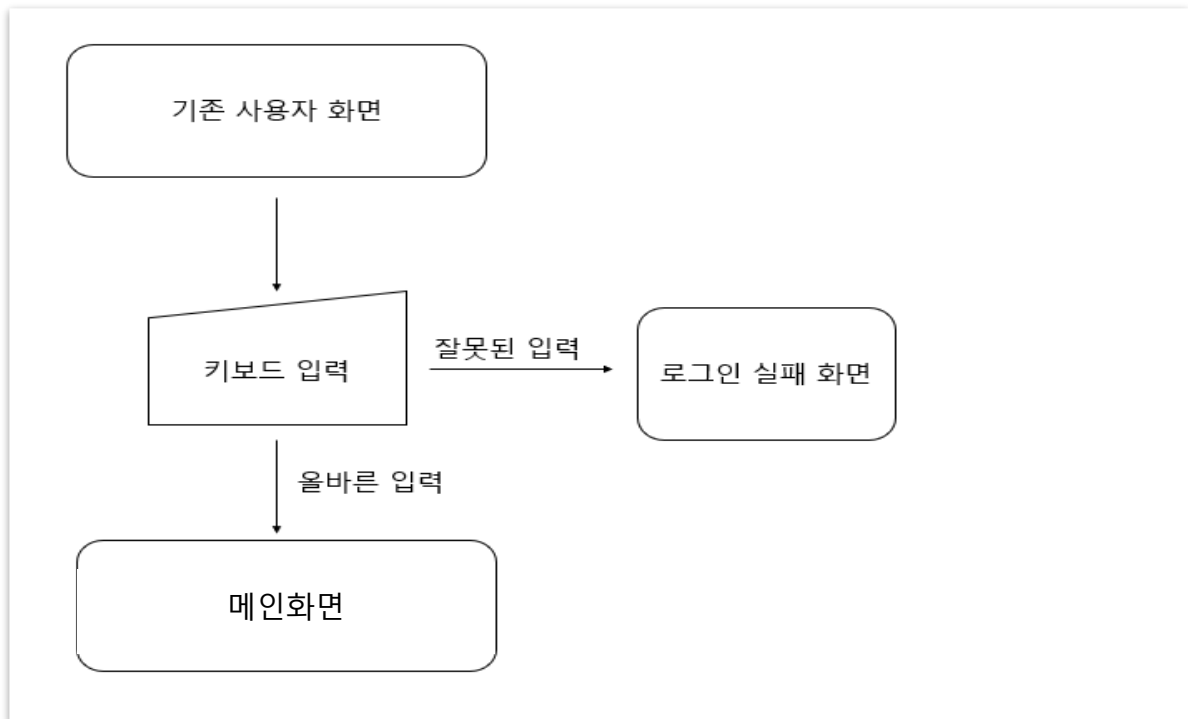 기존 사용자 화면
잘못된 입력
키보드 입력
로그인 실패 화면
올바른 입력
메인화면